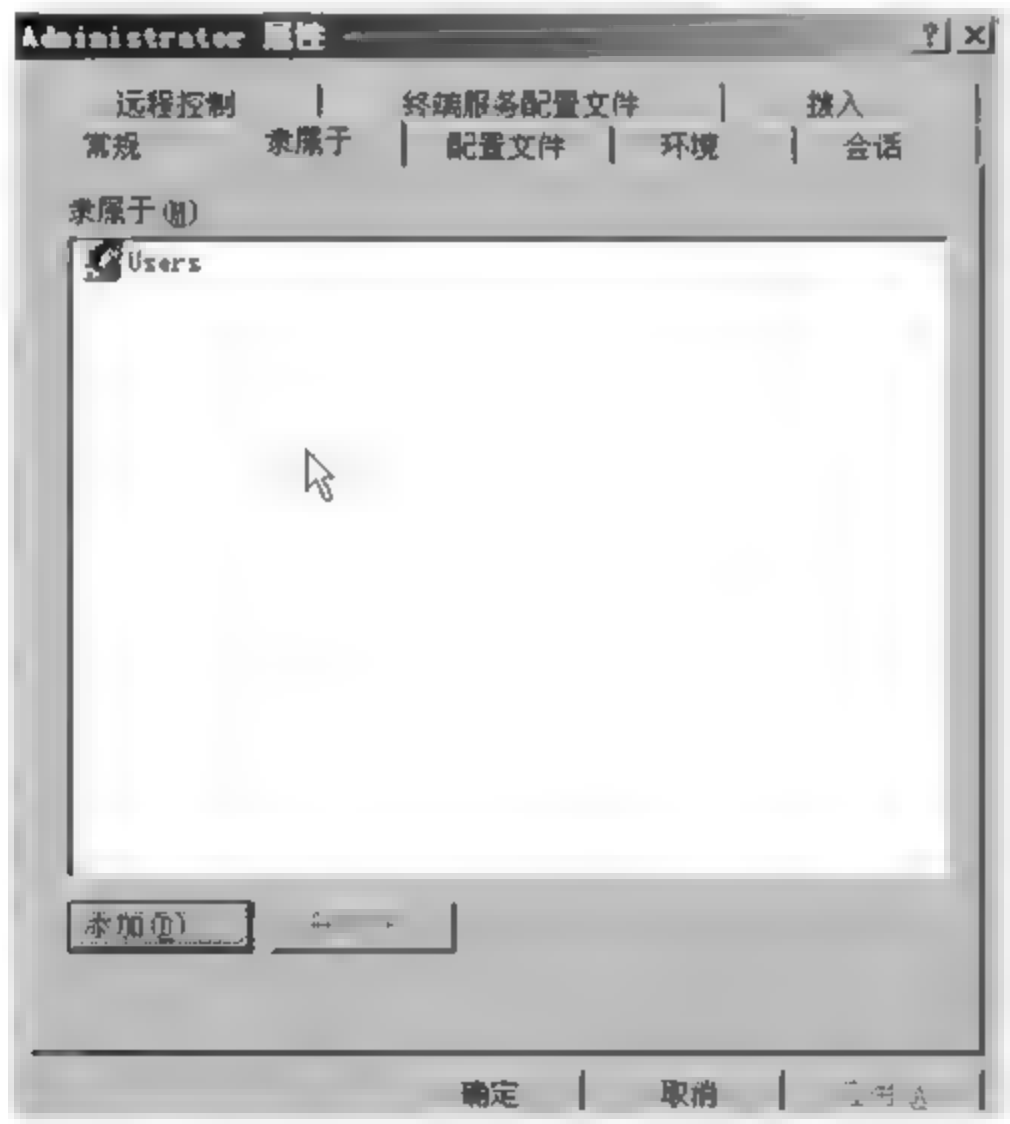 Administrator 属性
远程控制 终端服务配置文件 拨入
常规 隶属于 配置文件 环境 会话
隶属于(M)
Users
添加(D)
确定 取消